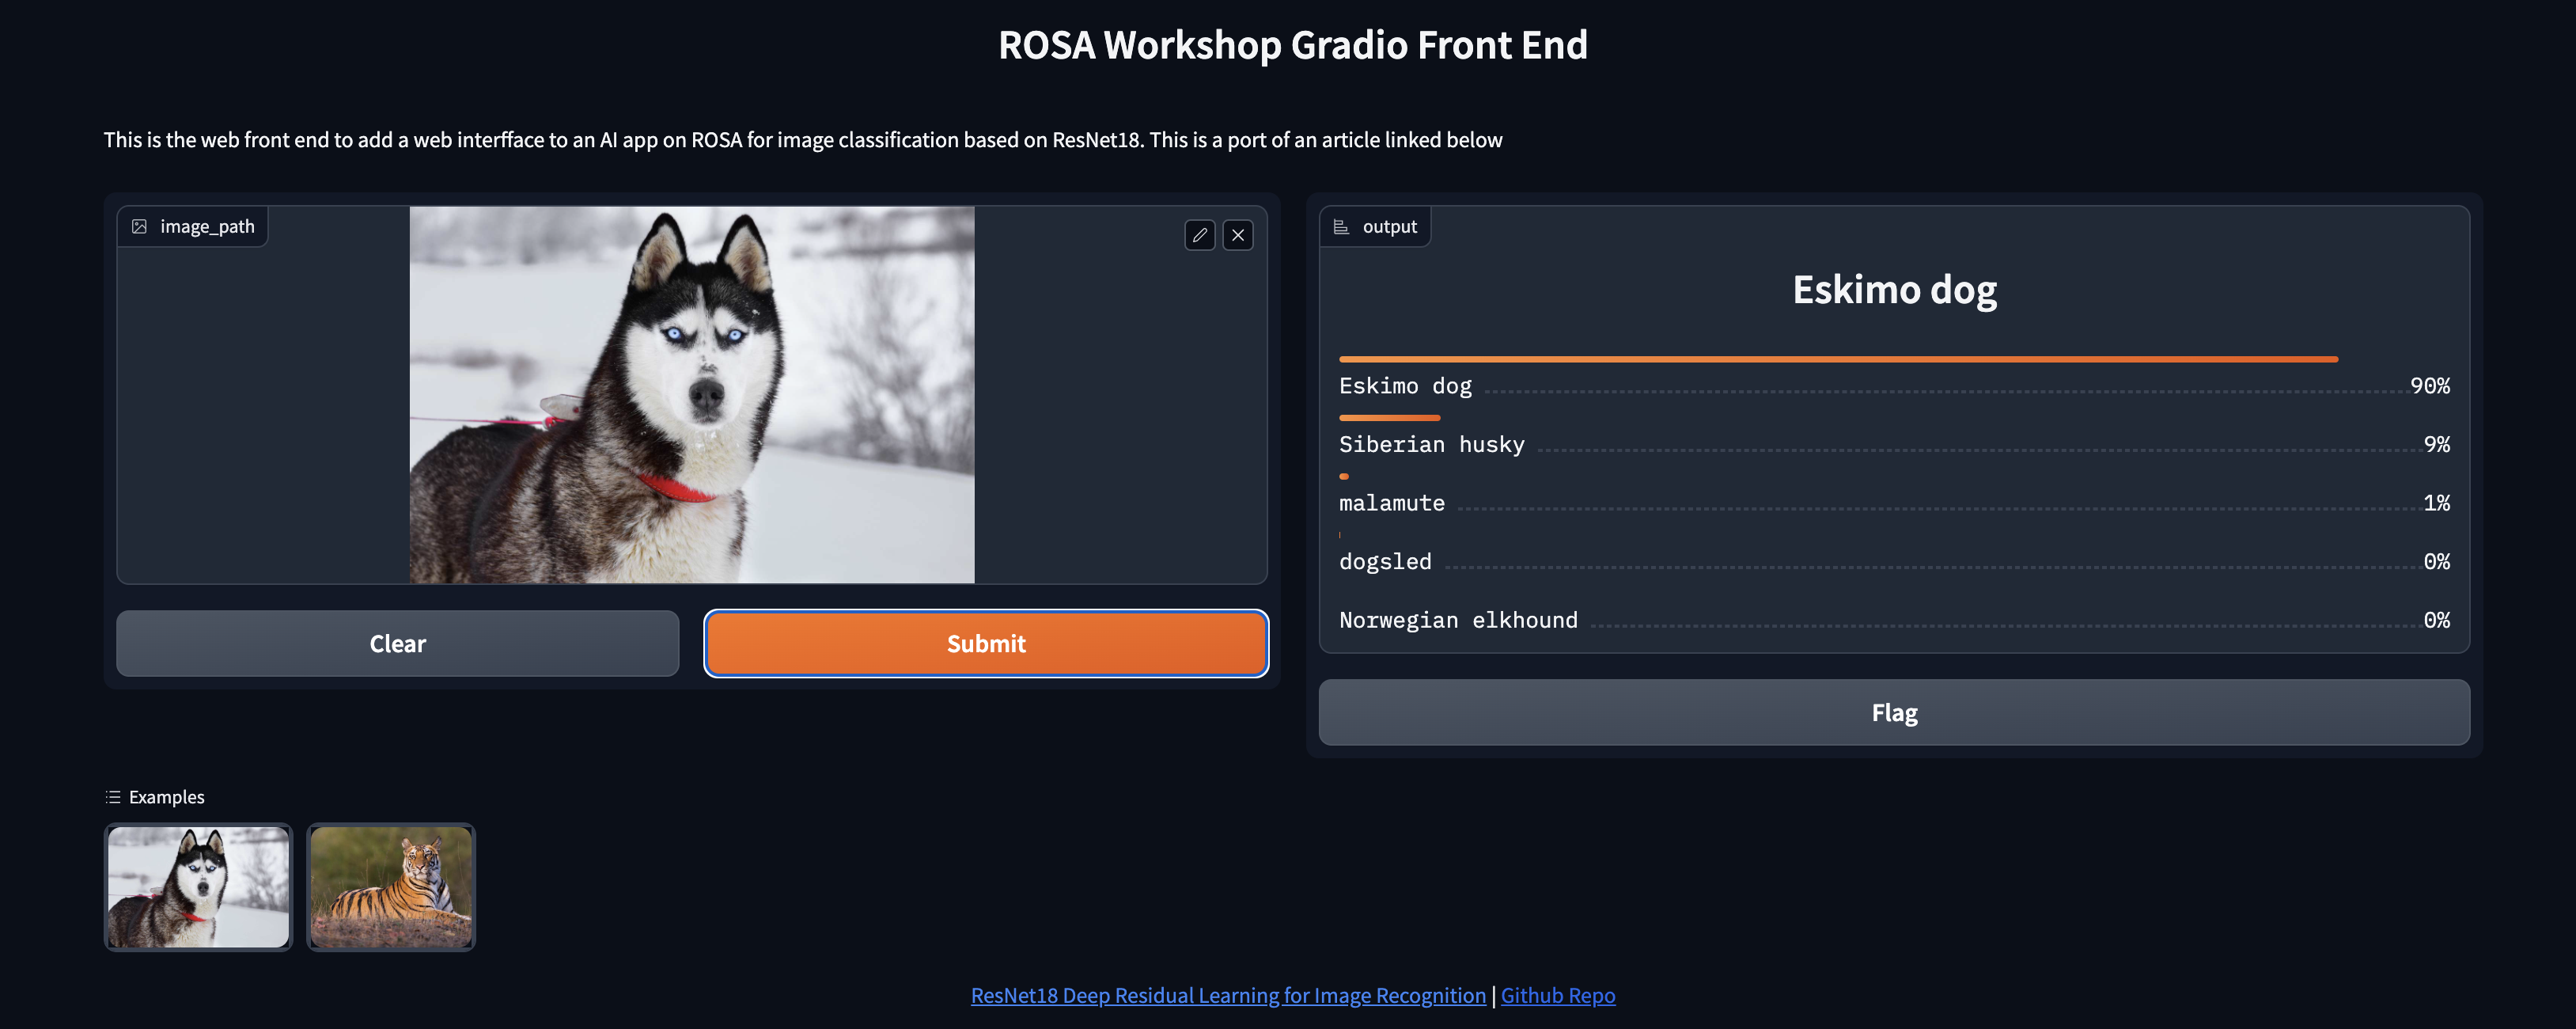 ROSA Workshop Gradio Front End
This is the web front end to add a web interfface to an AI app on ROSA for image classification based on ResNet18. This is a port of an article linked below
image_path
Clear
Submit
output
Eskimo dog
Eskimo dog 90%
Siberian husky 9%
malamute 1%
dogsled 0%
Norwegian elkhound 0%
Flag
Examples
ResNet18 Deep Residual Learning for Image Recognition | Github Repo